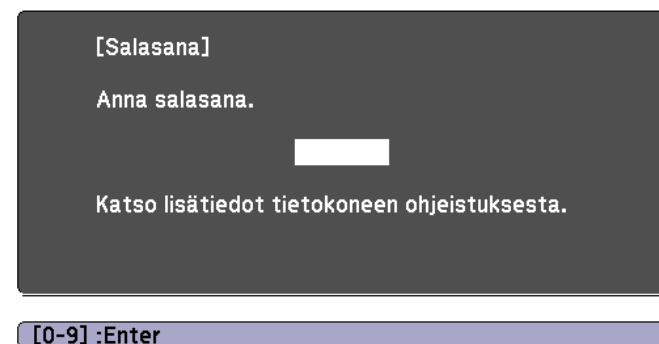 [Salasana]
Anna salasana.
Katso lisätiedot tietokoneen ohjeistuksesta.
[0-9] :Enter